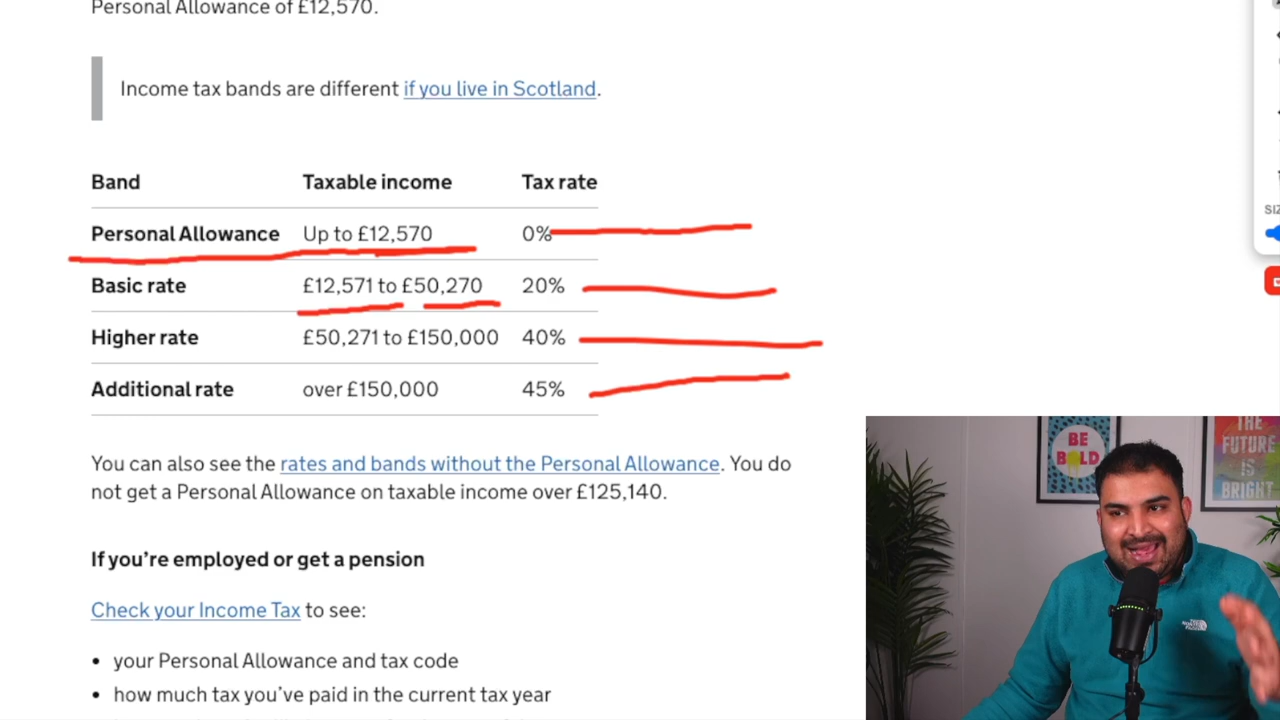 Personal Allowance of £12,570.
Income tax bands are different if you live in Scotland.
Band Taxable income Tax rate
Personal Allowance Up to £12,570 0%
Basic rate £12,571 to £50,270 20%
Higher rate £50,271 to £150,000 40%
Additional rate over £150,000 45%
You can also see the rates and bands without the Personal Allowance. You do
not get a Personal Allowance on taxable income over £125,140.
If you’re employed or get a pension
Check your Income Tax to see:
• your Personal Allowance and tax code
• how much tax you’ve paid in the current tax year
BE
BOLD
THE
FUTURE
IS
BRIGHT
THE
NORTH
FACE